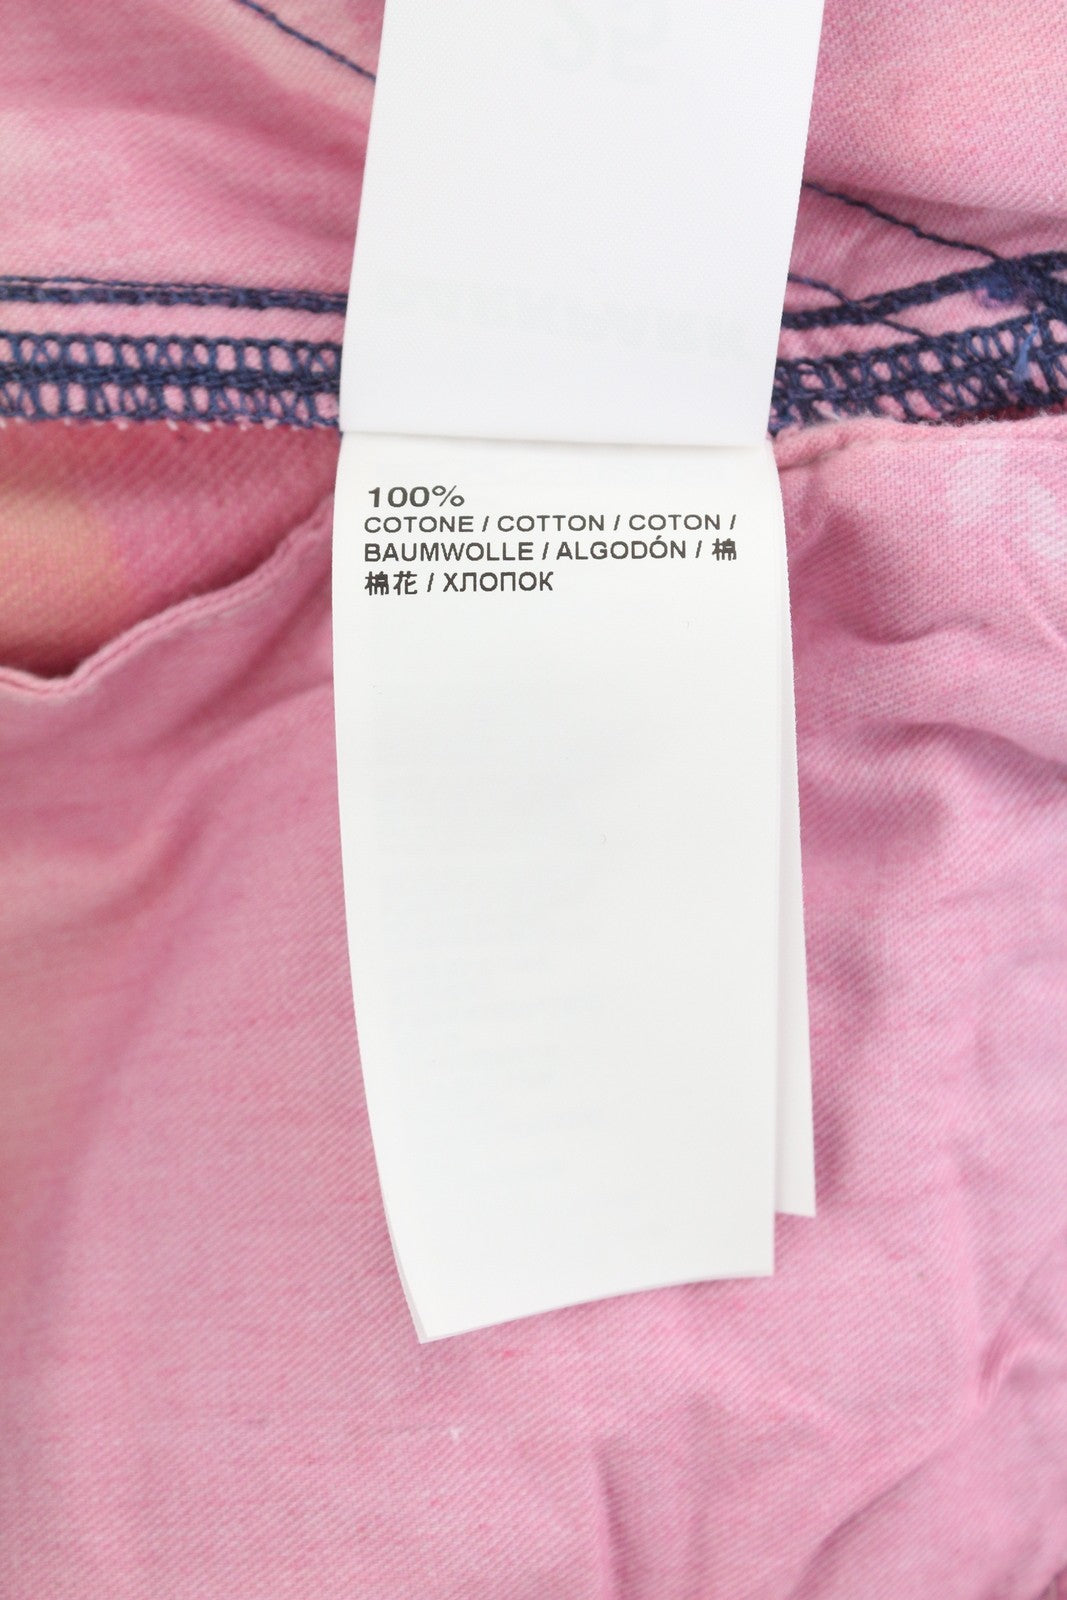 100%
COTONE / COTTON / COTON /
BAUMWOLLE / ALGODÓN / 棉
棉花 / ХЛОПОК